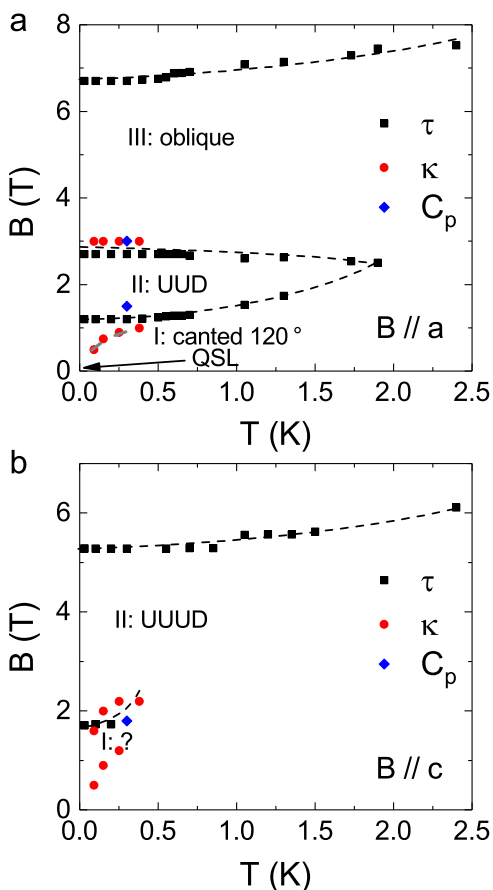 a
8
6
4
2
0
B (T)
III: oblique
τ
κ
Cp
II: UUD
I: canted 120 °
QSL
B // a
0.0 0.5 1.0 1.5 2.0 2.5
T (K)
b
6
4
2
0
B (T)
τ
κ
Cp
II: UUUD
I: ?
B // c
0.0 0.5 1.0 1.5 2.0 2.5
T (K)